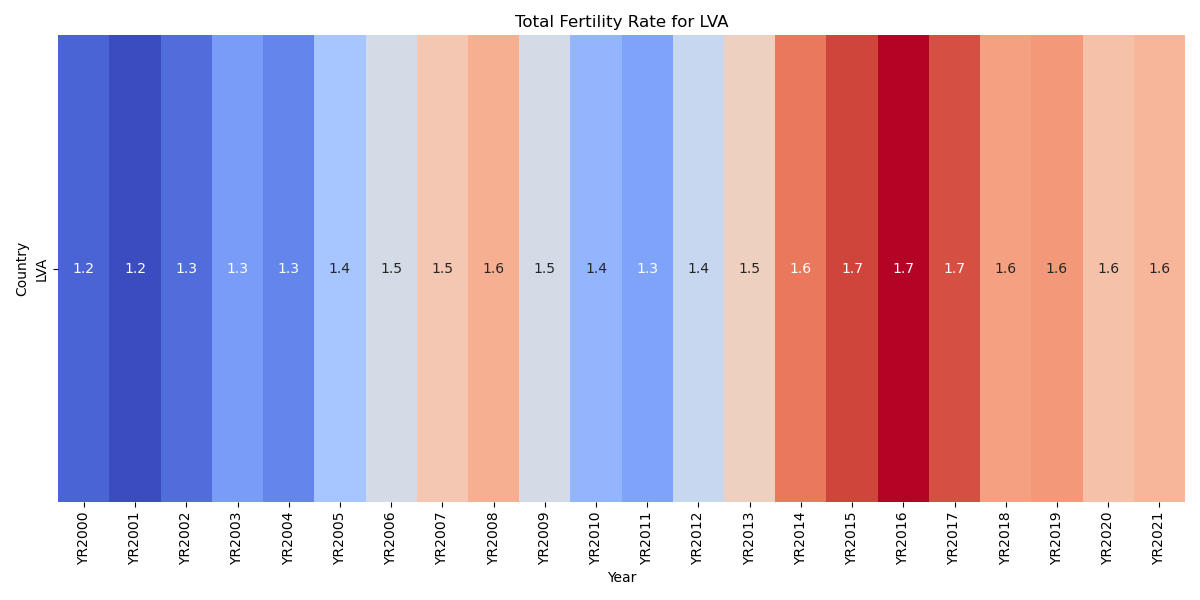 Total Fertility Rate for LVA
Country
LVA
1.2 1.2 1.3 1.3 1.3 1.4 1.5 1.5 1.6 1.5 1.4 1.3 1.4 1.5 1.6 1.7 1.7 1.7 1.6 1.6 1.6 1.6
YR2000 YR2001 YR2002 YR2003 YR2004 YR2005 YR2006 YR2007 YR2008 YR2009 YR2010 YR2011 YR2012 YR2013 YR2014 YR2015 YR2016 YR2017 YR2018 YR2019 YR2020 YR2021
Year